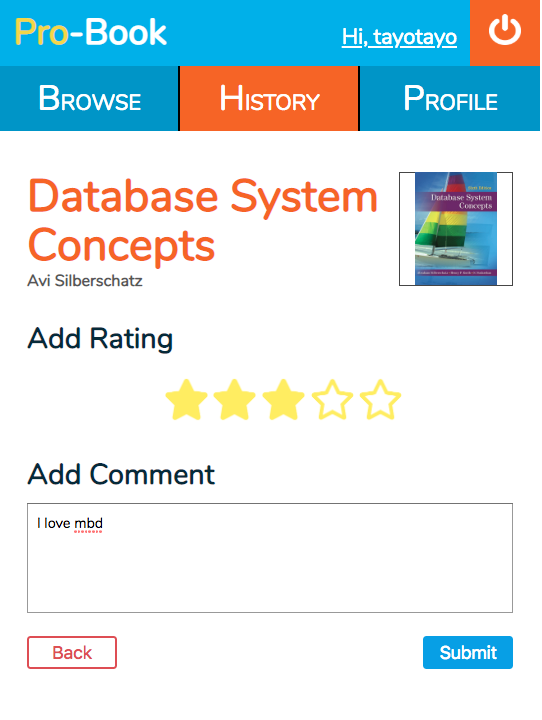 Pro-Book
Hi, tayotayo
BROWSE
HISTORY
PROFILE
Database System
Concepts
Avi Silberschatz
Database System
Concepts
Add Rating
Add Comment
I love mbd
Back
Submit